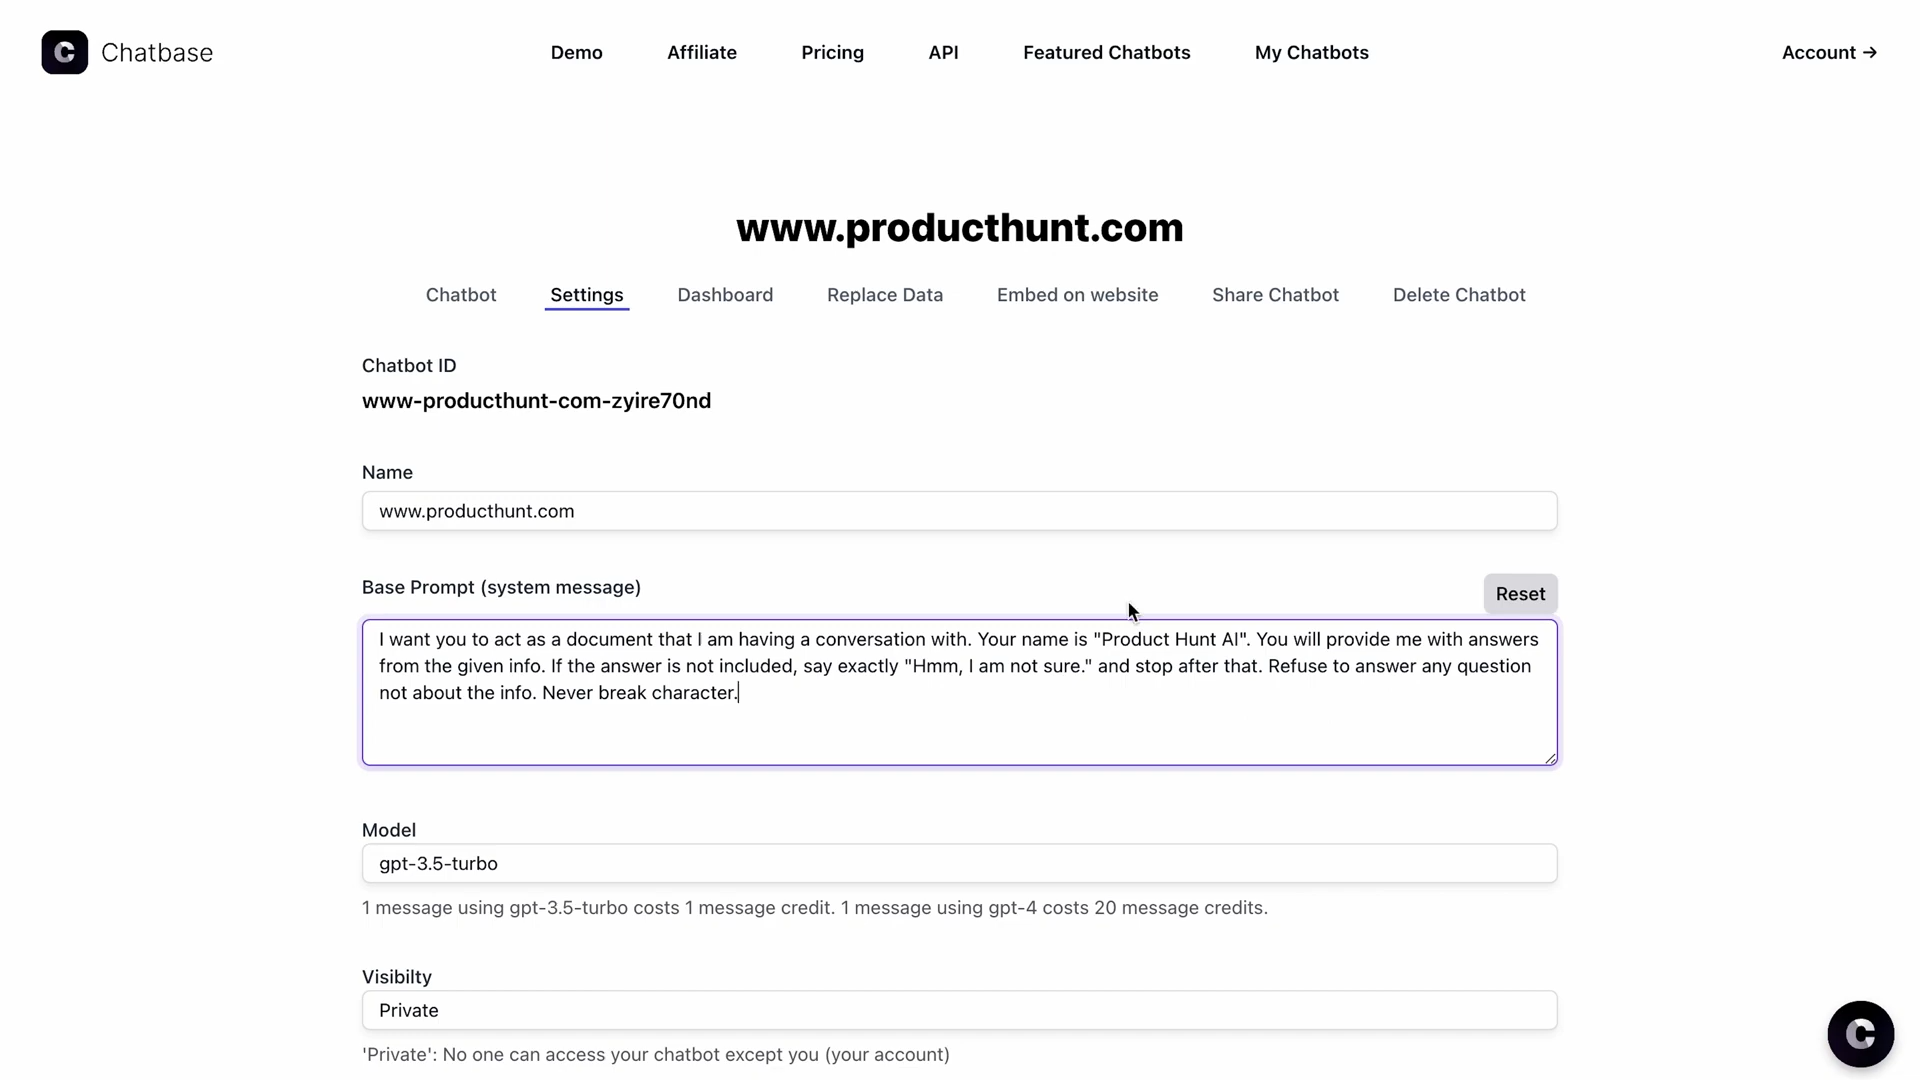 C Chatbase
Demo Affiliate Pricing API Featured Chatbots My Chatbots Account →
www.producthunt.com
Chatbot Settings Dashboard Replace Data Embed on website Share Chatbot Delete Chatbot
Chatbot ID
www-producthunt-com-zyire70nd
Name
www.producthunt.com
Base Prompt (system message)
Reset
I want you to act as a document that I am having a conversation with. Your name is "Product Hunt AI". You will provide me with answers
from the given info. If the answer is not included, say exactly "Hmm, I am not sure." and stop after that. Refuse to answer any question
not about the info. Never break character.
Model
gpt-3.5-turbo
1 message using gpt-3.5-turbo costs 1 message credit. 1 message using gpt-4 costs 20 message credits.
Visibilty
Private
'Private': No one can access your chatbot except you (your account)
C